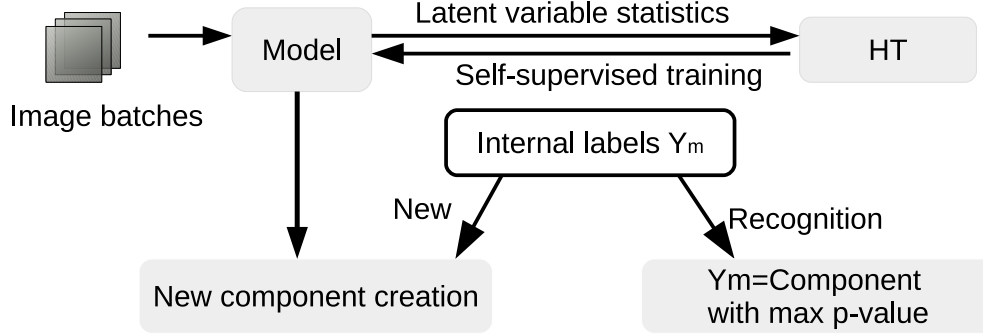 Latent variable statistics
Model
HT
Self-supervised training
Image batches
Internal labels Ym
New
Recognition
New component creation
Ym=Component
with max p-value